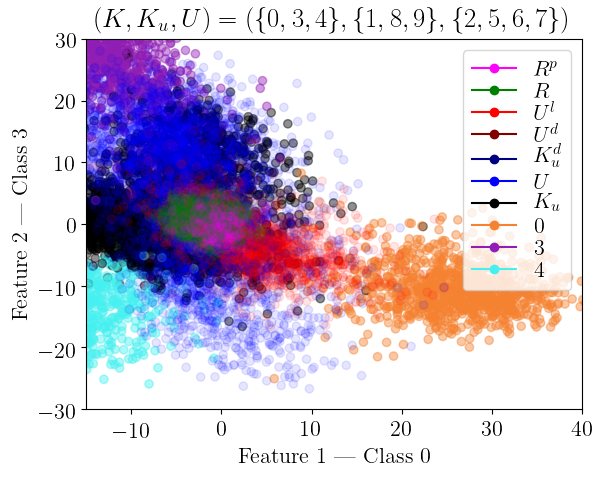 (K, K_u, U) = ({0, 3, 4}, {1, 8, 9}, {2, 5, 6, 7})
30
20
10
0
−10
−20
−30
Feature 2 — Class 3
R^p
R
U^l
U^d
K_u^d
U
K_u
0
3
4
−10
0
10
20
30
40
Feature 1 — Class 0